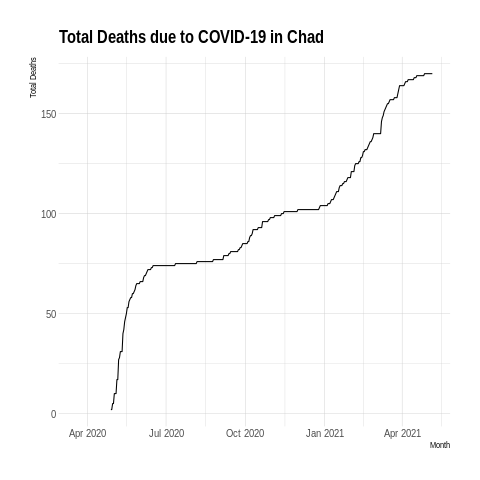 Total Deaths due to COVID-19 in Chad
Total Deaths
150
100
50
0
Apr 2020 Jul 2020 Oct 2020 Jan 2021 Apr 2021
Month